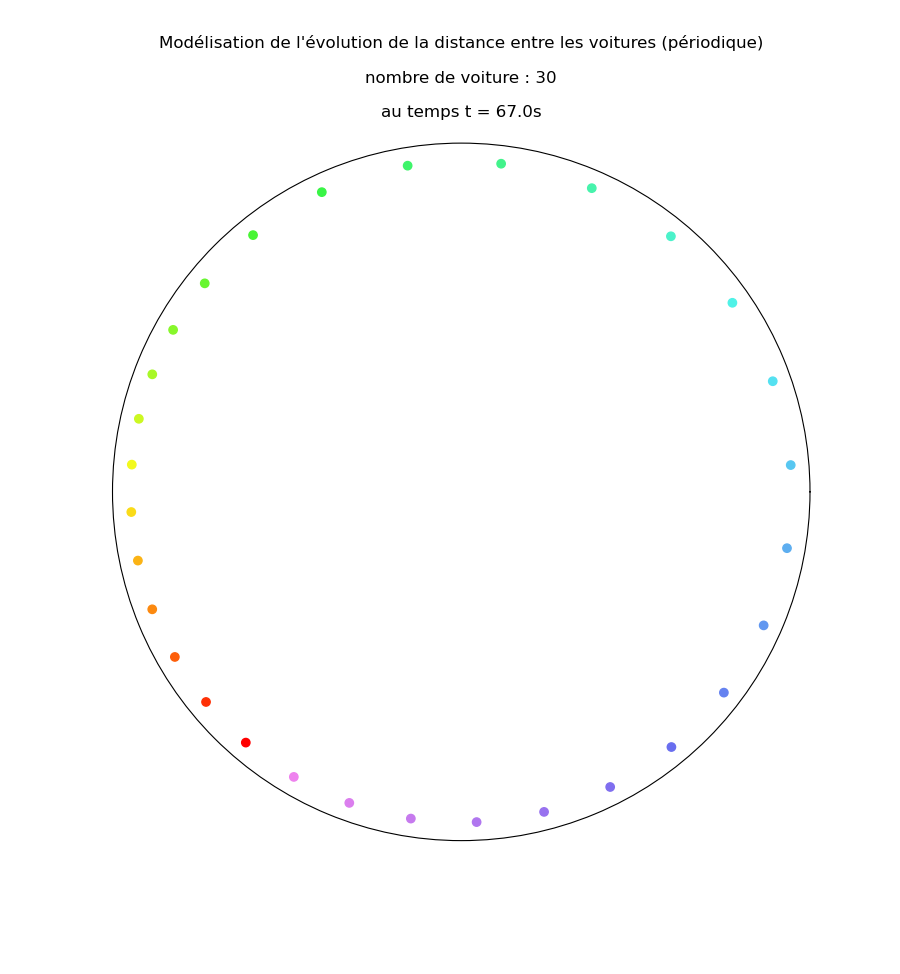 Modélisation de l'évolution de la distance entre les voitures (périodique)
nombre de voiture : 30
au temps t = 67.0s